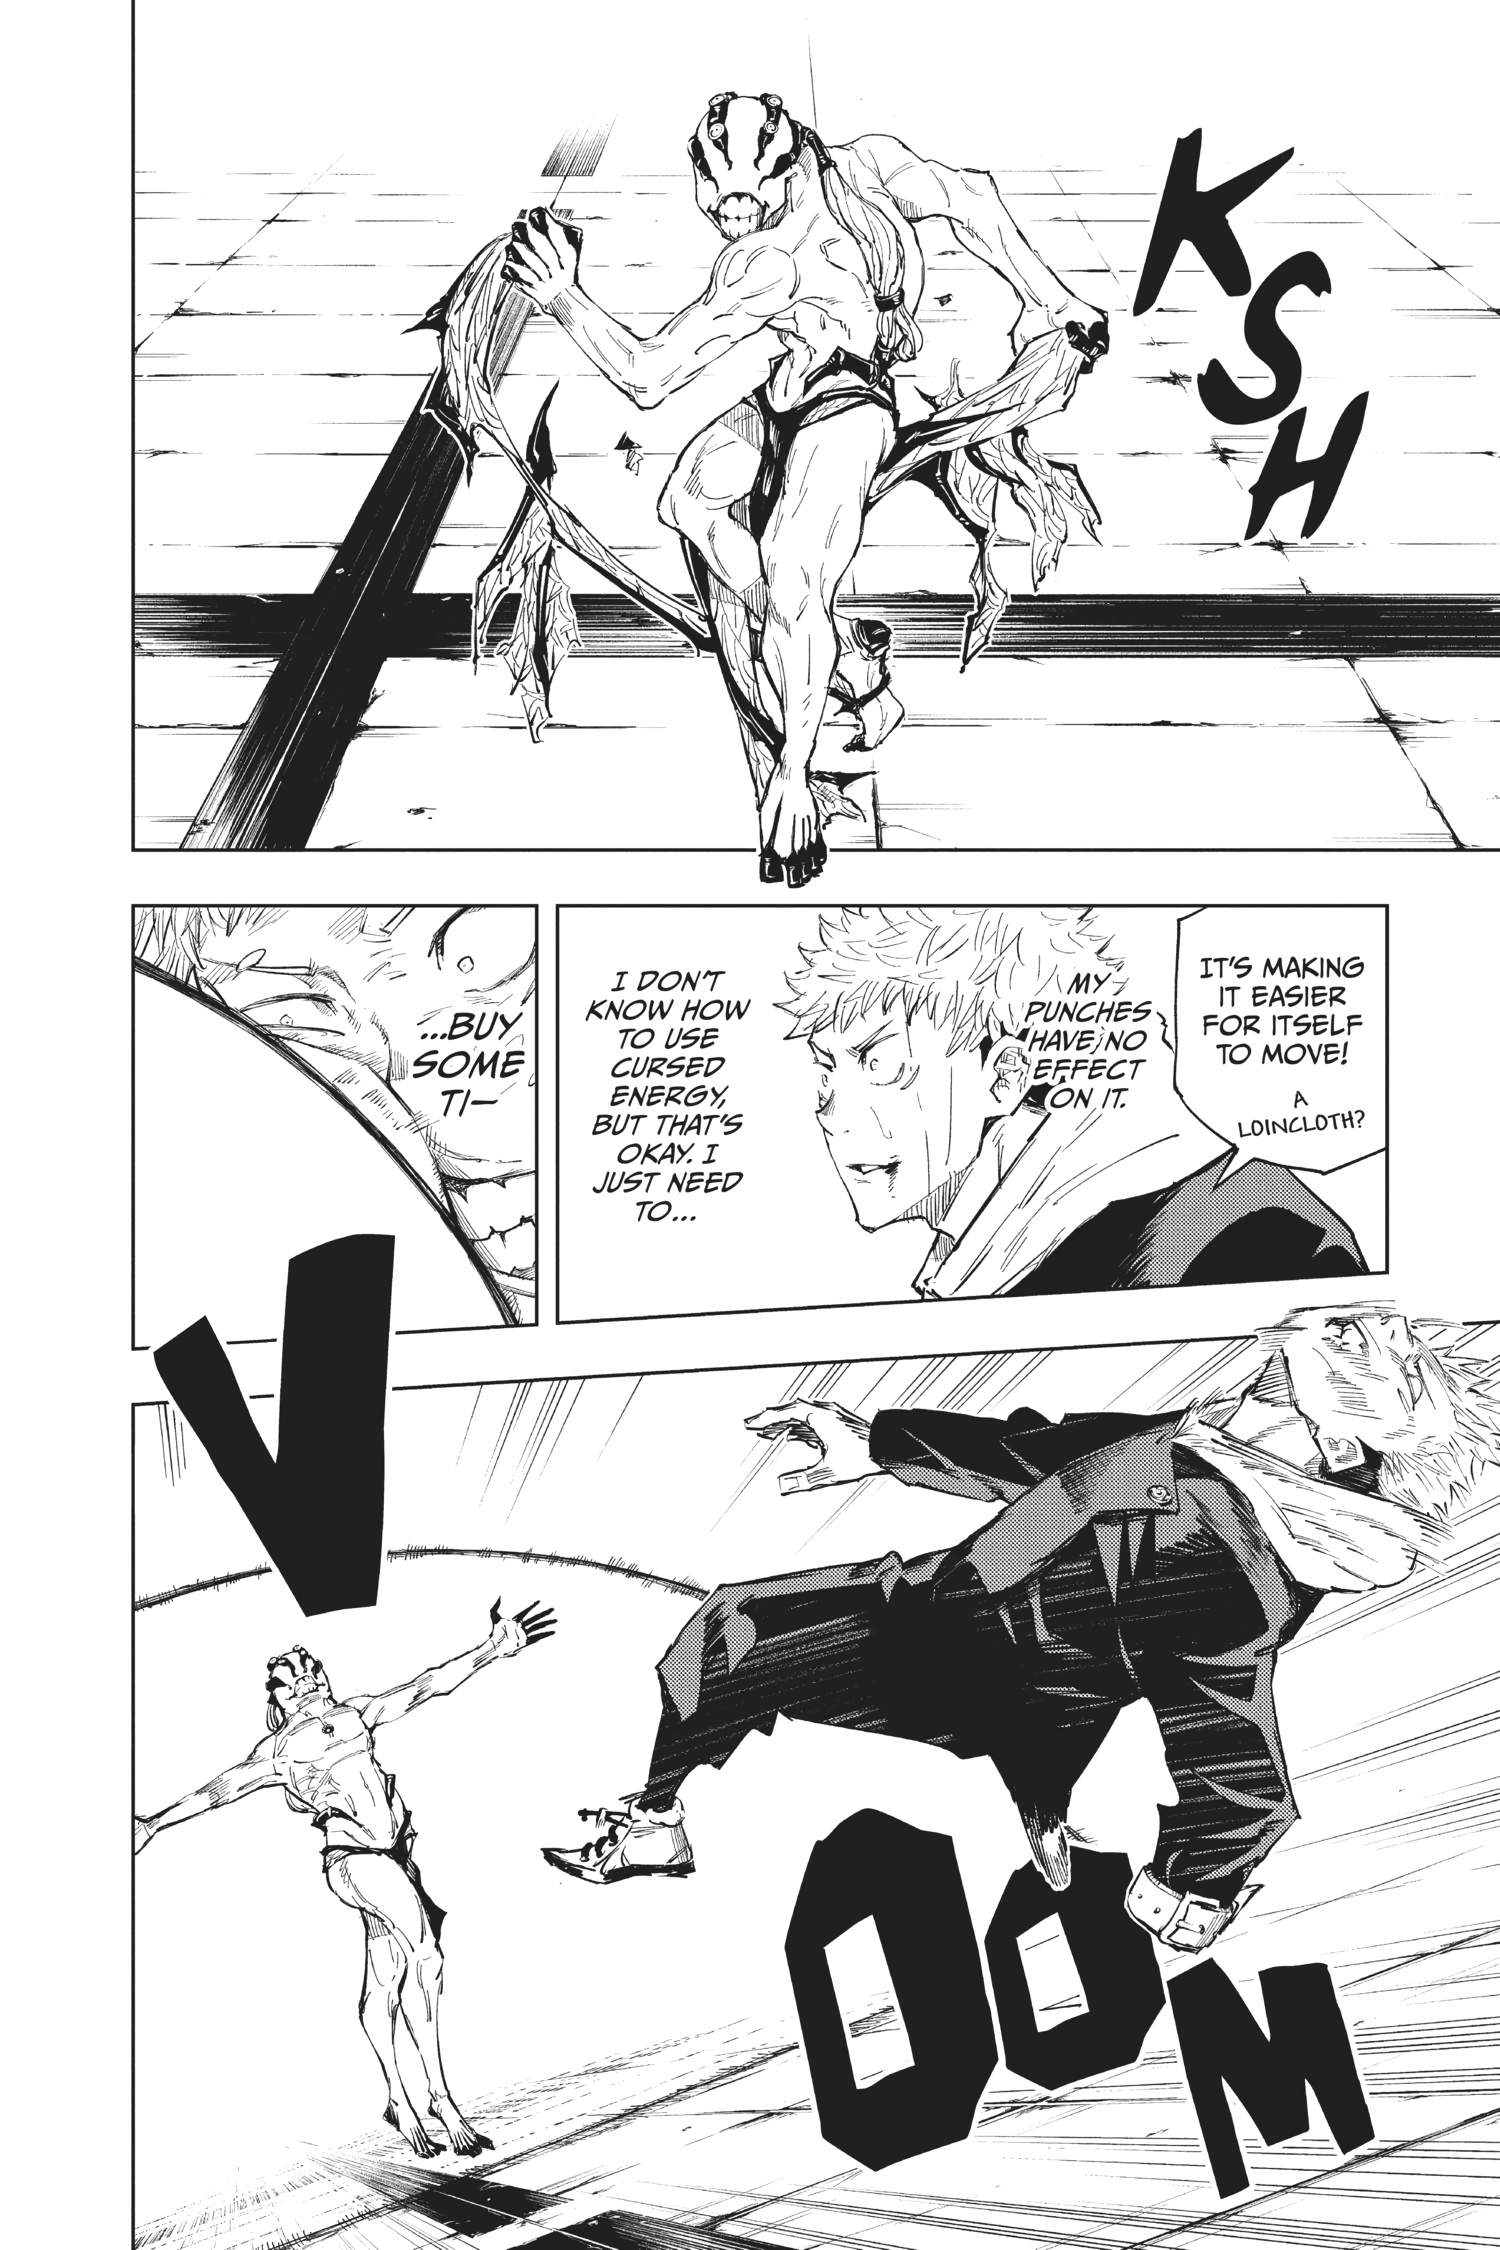 KSH
IT'S MAKING
IT EASIER
FOR ITSELF
TO MOVE!
A
LOINCLOTH?
MY
PUNCHES
HAVE NO
EFFECT
ON IT.
I DON'T
KNOW HOW
TO USE
CURSED
ENERGY,
BUT THAT'S
OKAY. I
JUST NEED
TO...
...BUY
SOME
TI–
VOOM